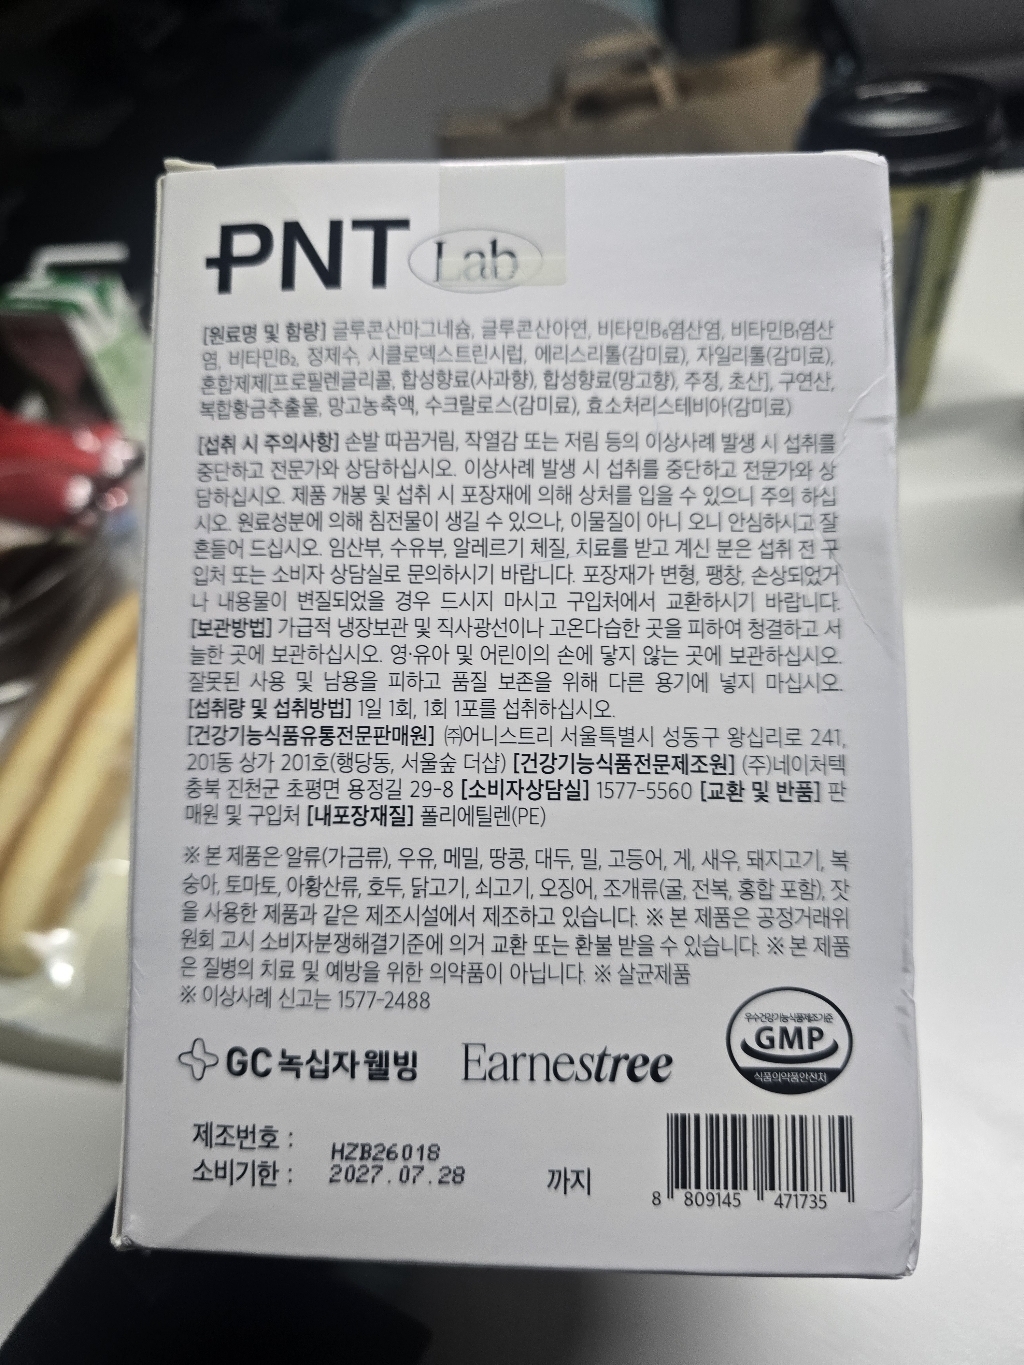 PNT Lab
[원료명 및 함량] 글루콘산마그네슘, 글루콘산아연, 비타민B₆염산염, 비타민B₁염산
염, 비타민B₂, 정제수, 시클로덱스트린시럽, 에리스리톨(감미료), 자일리톨(감미료),
혼합제제[프로필렌글리콜, 합성향료(사과향), 합성향료(망고향), 주정, 초산], 구연산,
복합황금추출물, 망고농축액, 수크랄로스(감미료), 효소처리스테비아(감미료)
[섭취 시 주의사항] 손발 따끔거림, 작열감 또는 저림 등의 이상사례 발생 시 섭취를
중단하고 전문가와 상담하십시오. 이상사례 발생 시 섭취를 중단하고 전문가와 상
담하십시오. 제품 개봉 및 섭취 시 포장재에 의해 상처를 입을 수 있으니 주의 하십
시오. 원료성분에 의해 침전물이 생길 수 있으나, 이물질이 아니 오니 안심하시고 잘
흔들어 드십시오. 임산부, 수유부, 알레르기 체질, 치료를 받고 계신 분은 섭취 전 구
입처 또는 소비자 상담실로 문의하시기 바랍니다. 포장재가 변형, 팽창, 손상되었거
나 내용물이 변질되었을 경우 드시지 마시고 구입처에서 교환하시기 바랍니다.
[보관방법] 가급적 냉장보관 및 직사광선이나 고온다습한 곳을 피하여 청결하고 서
늘한 곳에 보관하십시오. 영·유아 및 어린이의 손에 닿지 않는 곳에 보관하십시오.
잘못된 사용 및 남용을 피하고 품질 보존을 위해 다른 용기에 넣지 마십시오.
[섭취량 및 섭취방법] 1일 1회, 1회 1포를 섭취하십시오.
[건강기능식품유통전문판매원] ㈜어니스트리 서울특별시 성동구 왕십리로 241,
201동 상가 201호(행당동, 서울숲 더샵) [건강기능식품전문제조원] (주)네이처텍
충북 진천군 초평면 용정길 29-8 [소비자상담실] 1577-5560 [교환 및 반품] 판
매원 및 구입처 [내포장재질] 폴리에틸렌(PE)
※ 본 제품은 알류(가금류), 우유, 메밀, 땅콩, 대두, 밀, 고등어, 게, 새우, 돼지고기, 복
숭아, 토마토, 아황산류, 호두, 닭고기, 쇠고기, 오징어, 조개류(굴, 전복, 홍합 포함), 잣
을 사용한 제품과 같은 제조시설에서 제조하고 있습니다. ※ 본 제품은 공정거래위
원회 고시 소비자분쟁해결기준에 의거 교환 또는 환불 받을 수 있습니다. ※ 본 제품
은 질병의 치료 및 예방을 위한 의약품이 아닙니다. ※ 살균제품
※ 이상사례 신고는 1577-2488
GC녹십자웰빙
Earnestree
우수건강기능식품제조기준
GMP
식품의약품안전처
제조번호 : HZB26018
소비기한 : 2027.07.28 까지
8 809145 471735